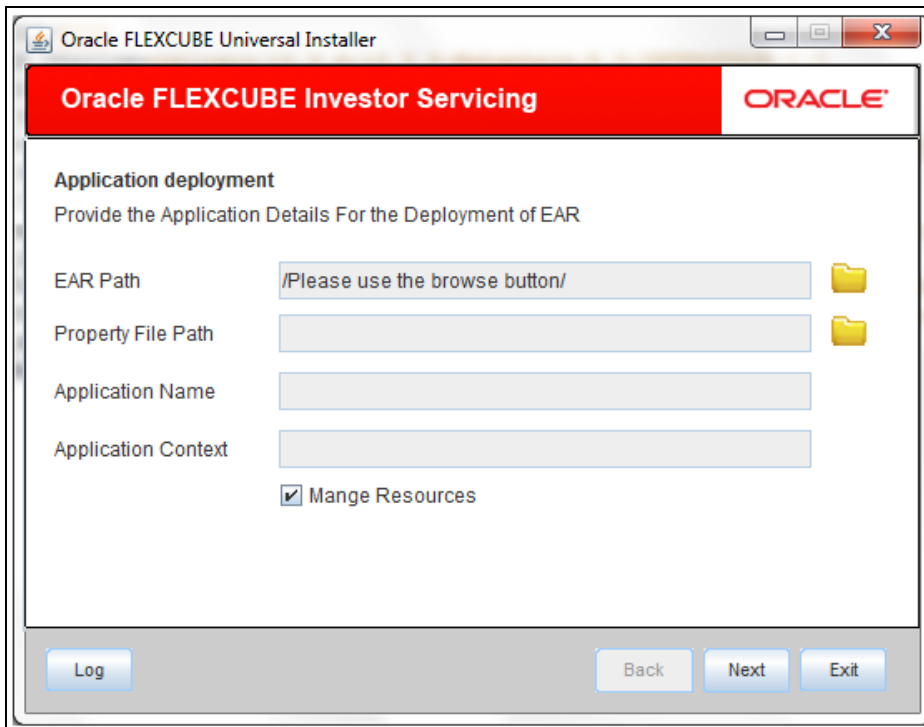 Oracle FLEXCUBE Universal Installer
Oracle FLEXCUBE Investor Servicing
ORACLE
Application deployment
Provide the Application Details For the Deployment of EAR
EAR Path
/Please use the browse button/
Property File Path
Application Name
Application Context
Mange Resources
Log
Back
Next
Exit